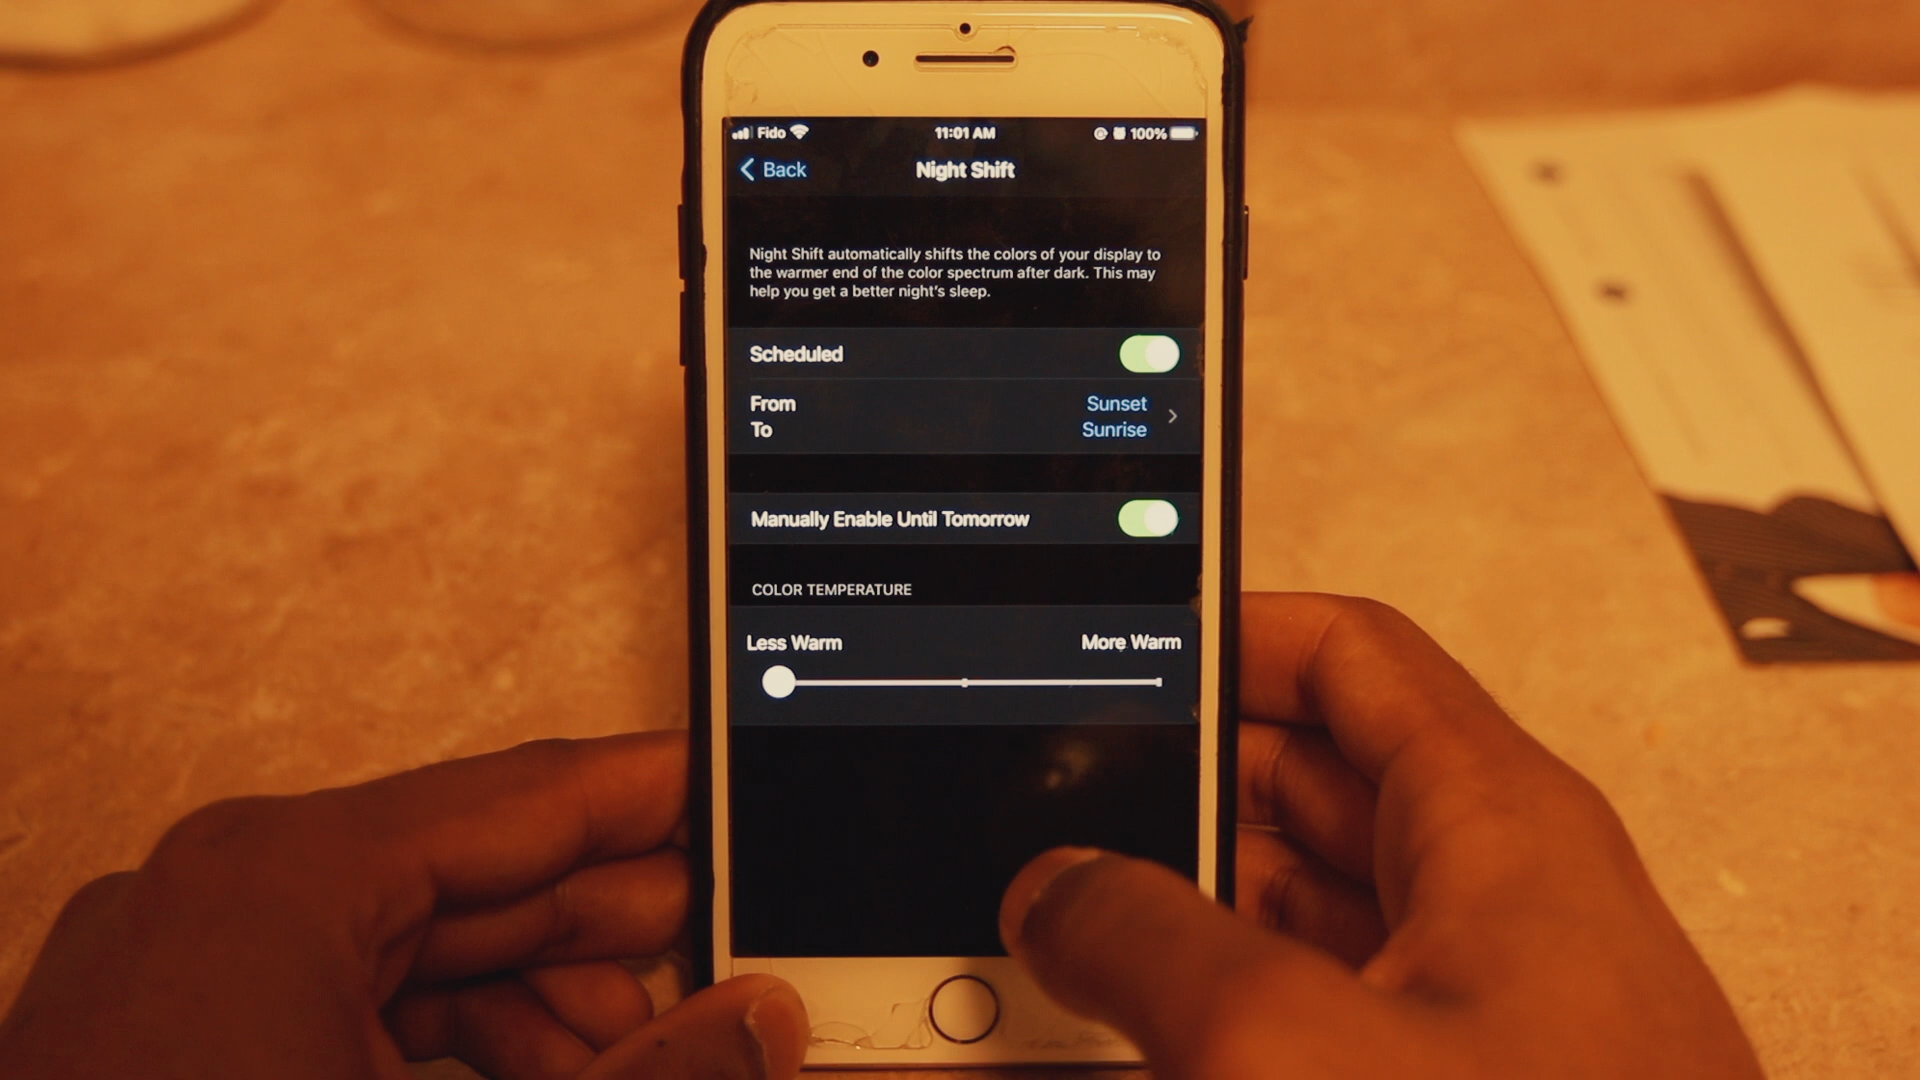 Fido 11:01 AM 100%
Back Night Shift
Night Shift automatically shifts the colors of your display to
the warmer end of the color spectrum after dark. This may
help you get a better night's sleep.
Scheduled
From Sunset
To Sunrise
Manually Enable Until Tomorrow
COLOR TEMPERATURE
Less Warm More Warm